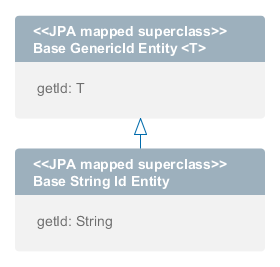 <<JPA mapped superclass>>
Base GenericId Entity <T>
getId: T
<<JPA mapped superclass>>
Base String Id Entity
getId: String